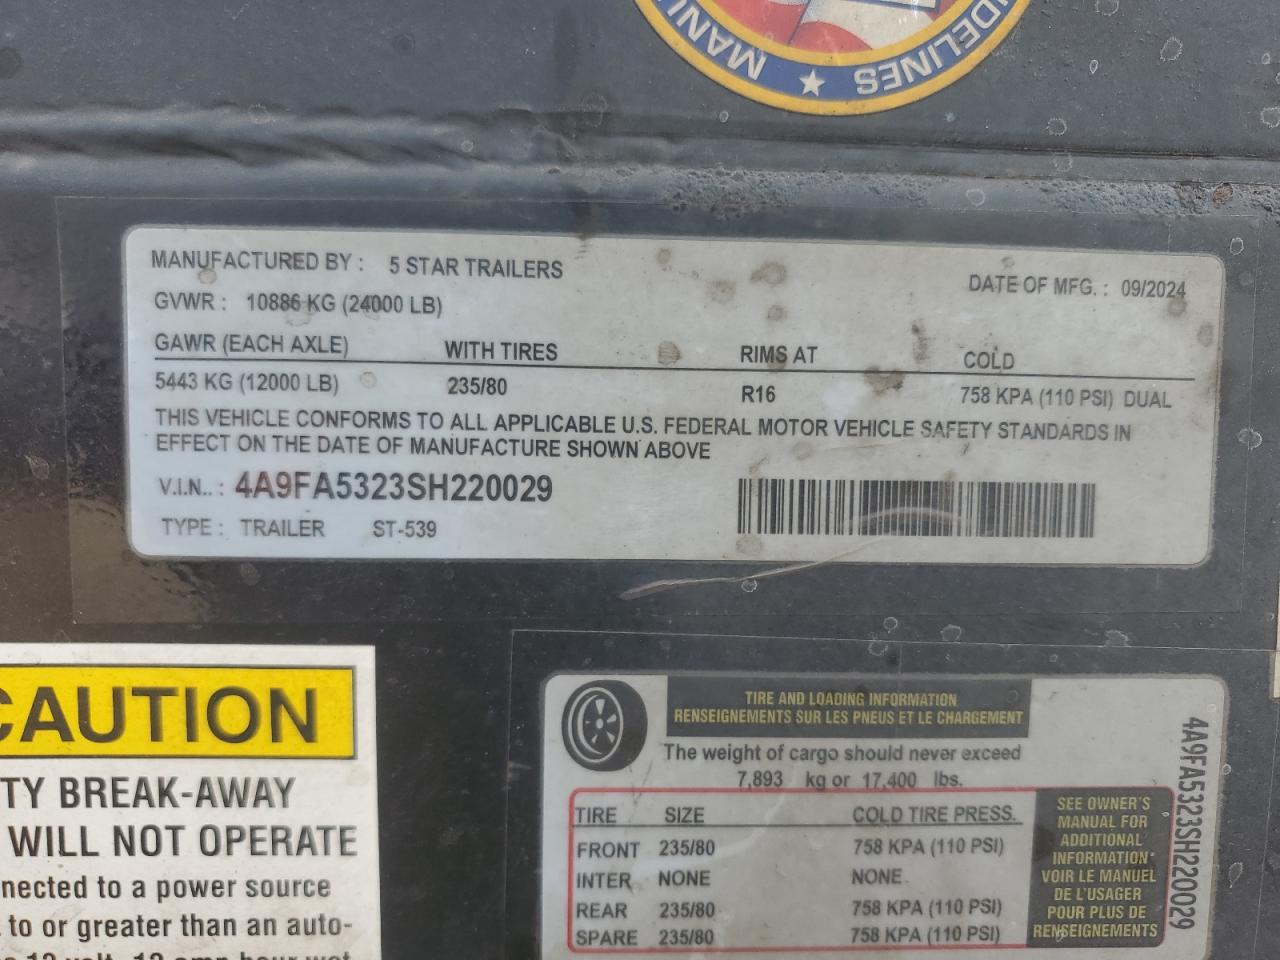 MANU
IDELINES
MANUFACTURED BY : 5 STAR TRAILERS
DATE OF MFG. : 09/2024
GVWR : 10886 KG (24000 LB)
GAWR (EACH AXLE) WITH TIRES RIMS AT COLD
5443 KG (12000 LB) 235/80 R16 758 KPA (110 PSI) DUAL
THIS VEHICLE CONFORMS TO ALL APPLICABLE U.S. FEDERAL MOTOR VEHICLE SAFETY STANDARDS IN
EFFECT ON THE DATE OF MANUFACTURE SHOWN ABOVE
V.I.N.. : 4A9FA5323SH220029
TYPE : TRAILER ST-539
CAUTION
TY BREAK-AWAY
WILL NOT OPERATE
nnected to a power source
to or greater than an auto-
TIRE AND LOADING INFORMATION
RENSEIGNEMENTS SUR LES PNEUS ET LE CHARGEMENT
The weight of cargo should never exceed
7,893 kg or 17,400 lbs.
TIRE SIZE COLD TIRE PRESS.
FRONT 235/80 758 KPA (110 PSI)
INTER NONE NONE
REAR 235/80 758 KPA (110 PSI)
SPARE 235/80 758 KPA (110 PSI)
SEE OWNER'S
MANUAL FOR
ADDITIONAL
INFORMATION
VOIR LE MANUEL
DE L'USAGER
POUR PLUS DE
RENSEIGNEMENTS
4A9FA5323SH220029